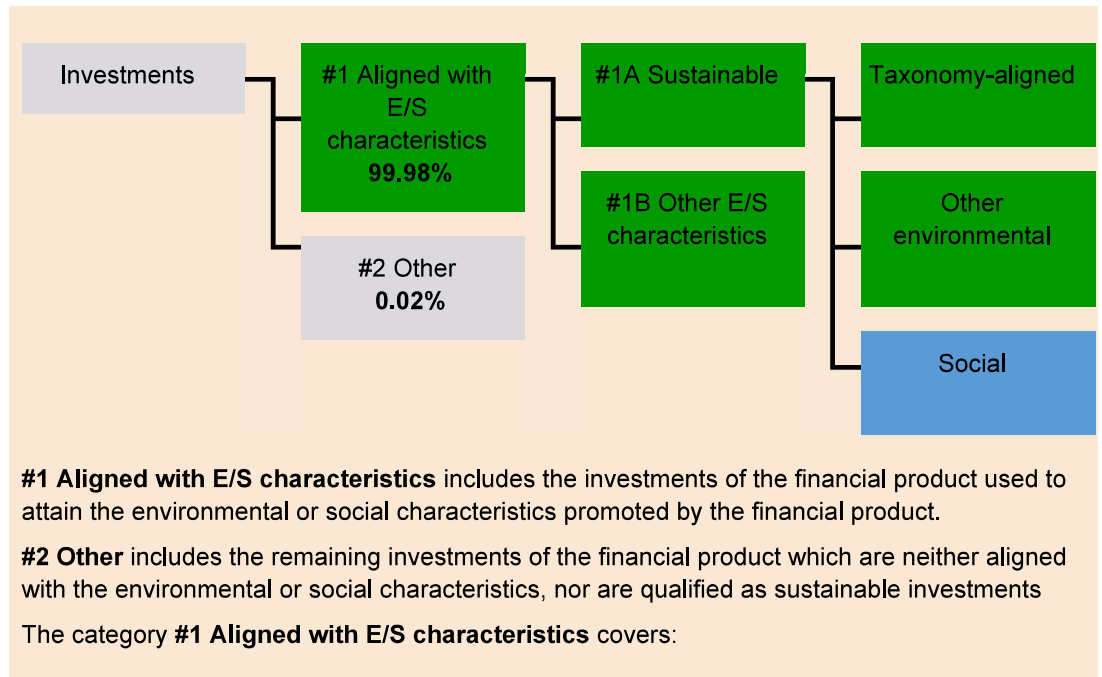 Investments
#1 Aligned with
E/S
characteristics
99.98%
#2 Other
0.02%
#1A Sustainable
#1B Other E/S
characteristics
Taxonomy-aligned
Other
environmental
Social
#1 Aligned with E/S characteristics includes the investments of the financial product used to
attain the environmental or social characteristics promoted by the financial product.
#2 Other includes the remaining investments of the financial product which are neither aligned
with the environmental or social characteristics, nor are qualified as sustainable investments
The category #1 Aligned with E/S characteristics covers: